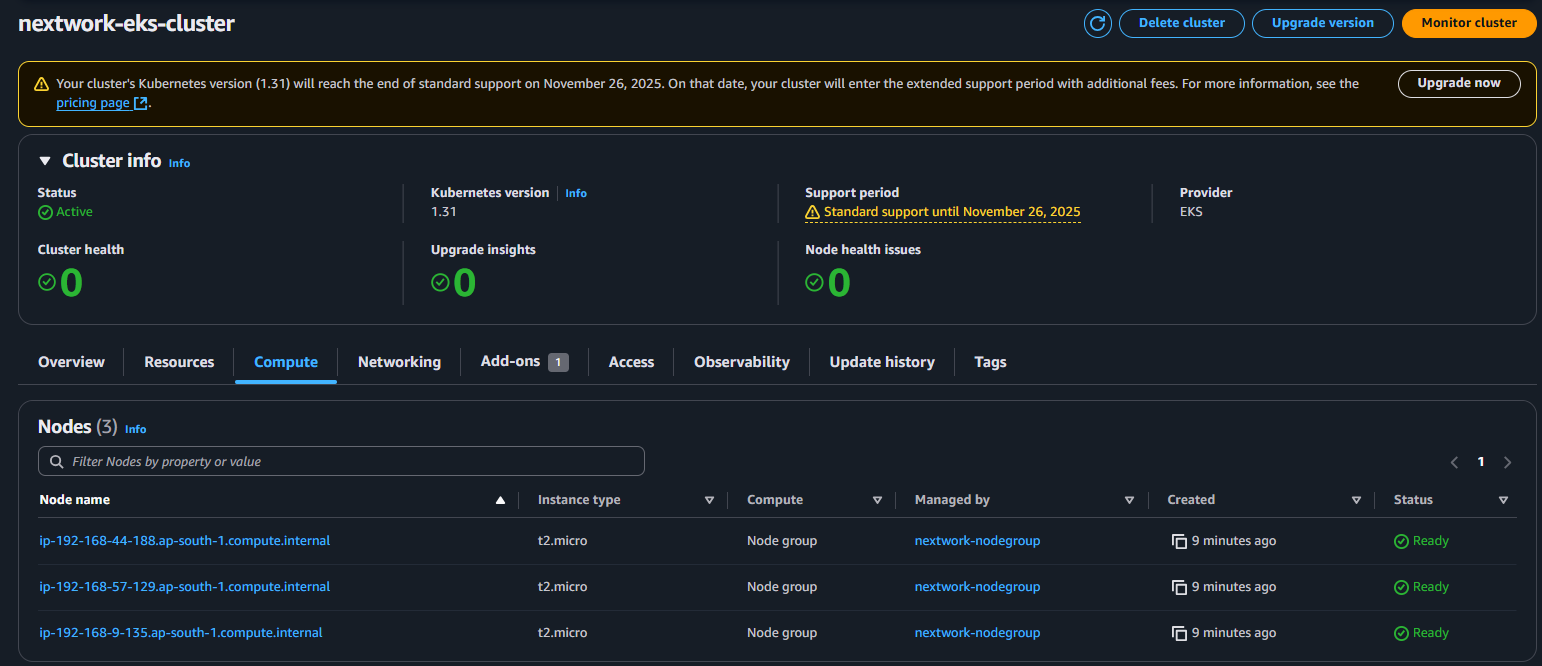 nextwork-eks-cluster
Delete cluster
Upgrade version
Monitor cluster
Your cluster's Kubernetes version (1.31) will reach the end of standard support on November 26, 2025. On that date, your cluster will enter the extended support period with additional fees. For more information, see the
pricing page.
Upgrade now
Cluster info Info
Status
Active
Kubernetes version Info
1.31
Support period
Standard support until November 26, 2025
Provider
EKS
Cluster health
0
Upgrade insights
0
Node health issues
0
Overview Resources Compute Networking Add-ons 1 Access Observability Update history Tags
Nodes (3) Info
Filter Nodes by property or value
1
Node name Instance type Compute Managed by Created Status
ip-192-168-44-188.ap-south-1.compute.internal t2.micro Node group nextwork-nodegroup 9 minutes ago Ready
ip-192-168-57-129.ap-south-1.compute.internal t2.micro Node group nextwork-nodegroup 9 minutes ago Ready
ip-192-168-9-135.ap-south-1.compute.internal t2.micro Node group nextwork-nodegroup 9 minutes ago Ready